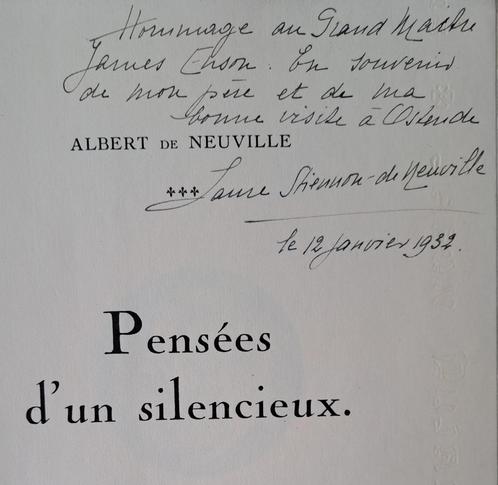 Hommage au Grand Maître
James Ensor. En souvenir
de mon père et de ma
bonne visite à Ostende
ALBERT DE NEUVILLE
*** Laure Stiennon-de Neuville
le 12 janvier 1932.
Pensées
d'un silencieux.